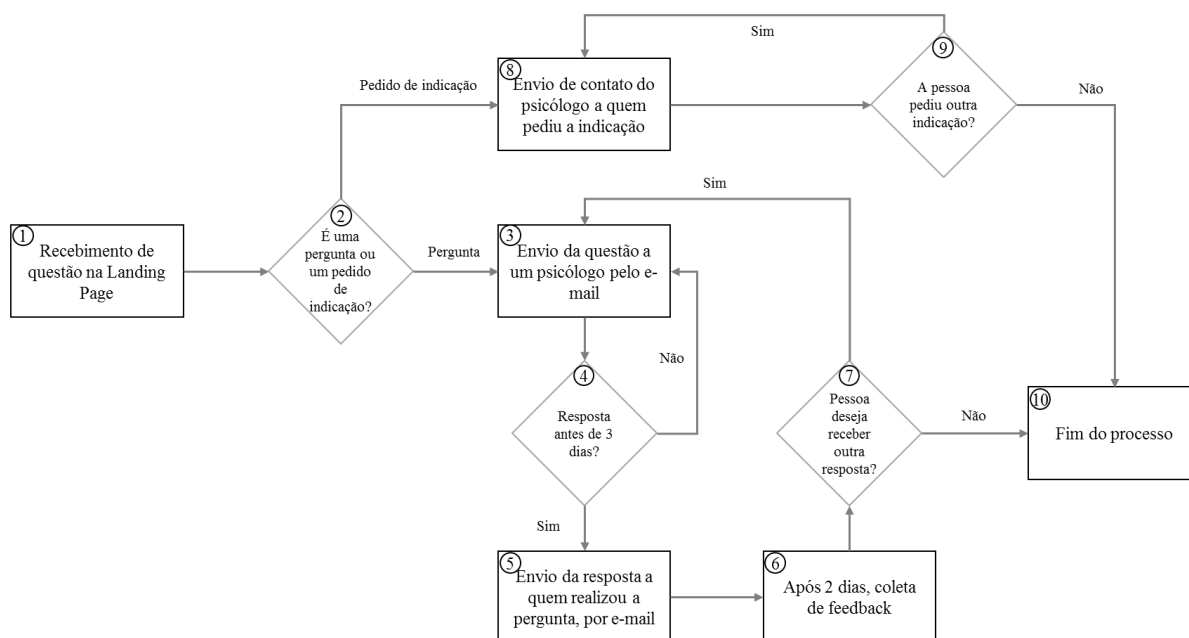 1
Recebimento de
questão na Landing
Page
2
É uma
pergunta ou
um pedido
de
indicação?
Pedido de indicação
Pergunta
8
Envio de contato do
psicólogo a quem
pediu a indicação
Sim
9
A pessoa
pediu outra
indicação?
Não
3
Envio da questão a
um psicólogo pelo e-
mail
Sim
4
Resposta
antes de 3
dias?
Não
Sim
5
Envio da resposta a
quem realizou a
pergunta, por e-mail
6
Após 2 dias, coleta
de feedback
7
Pessoa
deseja
receber
outra
resposta?
Não
10
Fim do processo